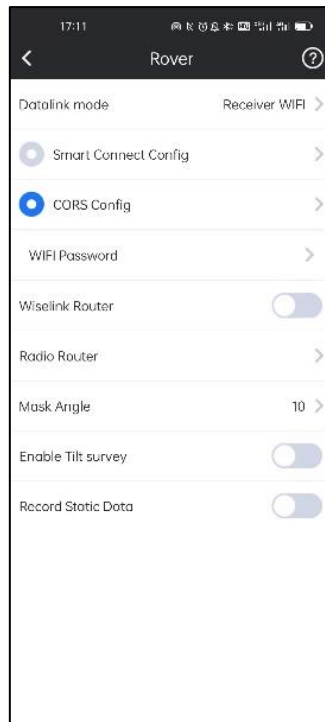 17:11
Rover
Datalink mode Receiver WIFI
Smart Connect Config
CORS Config
WIFI Password
Wiselink Router
Radio Router
Mask Angle 10
Enable Tilt survey
Record Static Data